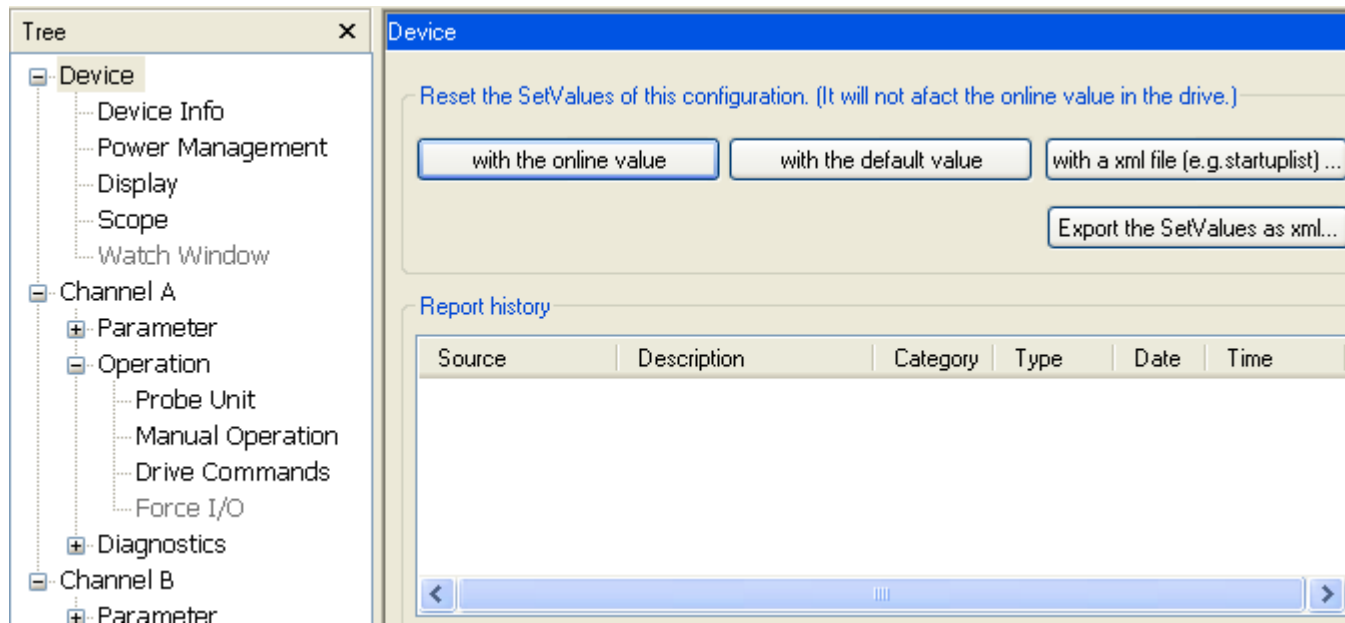 Tree
Device
Device Info
Power Management
Display
Scope
Watch Window
Channel A
Parameter
Operation
Probe Unit
Manual Operation
Drive Commands
Force I/O
Diagnostics
Channel B
Parameter
Device
Reset the SetValues of this configuration. (It will not afact the online value in the drive.)
with the online value
with the default value
with a xml file (e.g.startuplist) ...
Export the SetValues as xml...
Report history
Source Description Category Type Date Time